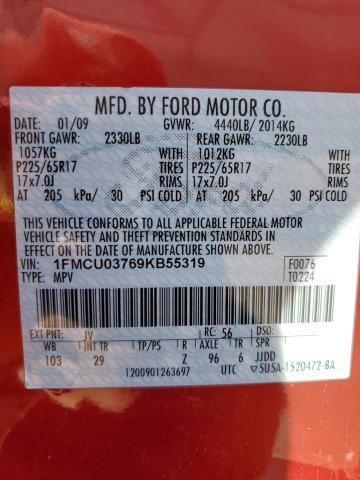 MFD. BY FORD MOTOR CO.
DATE: 01/09 GVWR: 4440LB/ 2014KG
FRONT GAWR: 2330LB REAR GAWR: 2230LB
1057KG WITH 1012KG WITH
P225/65R17 TIRES P225/65R17 TIRES
17x7.0J RIMS 17x7.0J RIMS
AT 205 kPa/ 30 PSI COLD AT 205 kPa/ 30 PSI COLD
THIS VEHICLE CONFORMS TO ALL APPLICABLE FEDERAL MOTOR
VEHICLE SAFETY AND THEFT PREVENTION STANDARDS IN
EFFECT ON THE DATE OF MANUFACTURE SHOWN ABOVE.
VIN: 1FMCU03769KB55319 F0076
TYPE: MPV T0224
EXT PNT: JV RC: 56 DSO:
WB INT TR TP/PS R AXLE TR SPR
103 29 Z 96 6 JJDD
UTC 5USA-1520472-BA
1200901263697